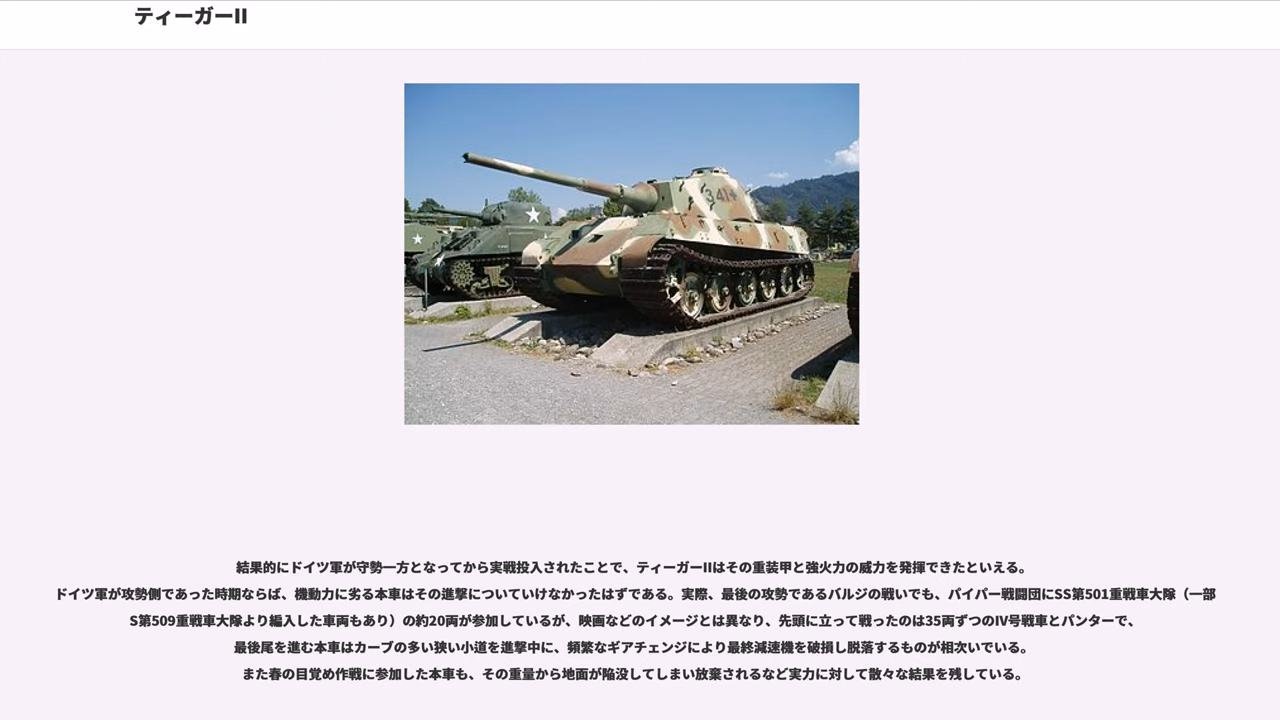 ティーガーII
341+
結果的にドイツ軍が守勢一方となってから実戦投入されたことで、ティーガーIIはその重装甲と強火力の威力を発揮できたといえる。
ドイツ軍が攻勢側であった時期ならば、機動力に劣る本車はその進撃についていけなかったはずである。実際、最後の攻勢であるバルジの戦いでも、パイパー戦闘団にSS第501重戦車大隊（一部
S第509重戦車大隊より編入した車両もあり）の約20両が参加しているが、映画などのイメージとは異なり、先頭に立って戦ったのは35両ずつのIV号戦車とパンターで、
最後尾を進む本車はカーブの多い狭い小道を進撃中に、頻繁なギアチェンジにより最終減速機を破損し脱落するものが相次いでいる。
また春の目覚め作戦に参加した本車も、その重量から地面が陥没してしまい放棄されるなど実力に対して散々な結果を残している。